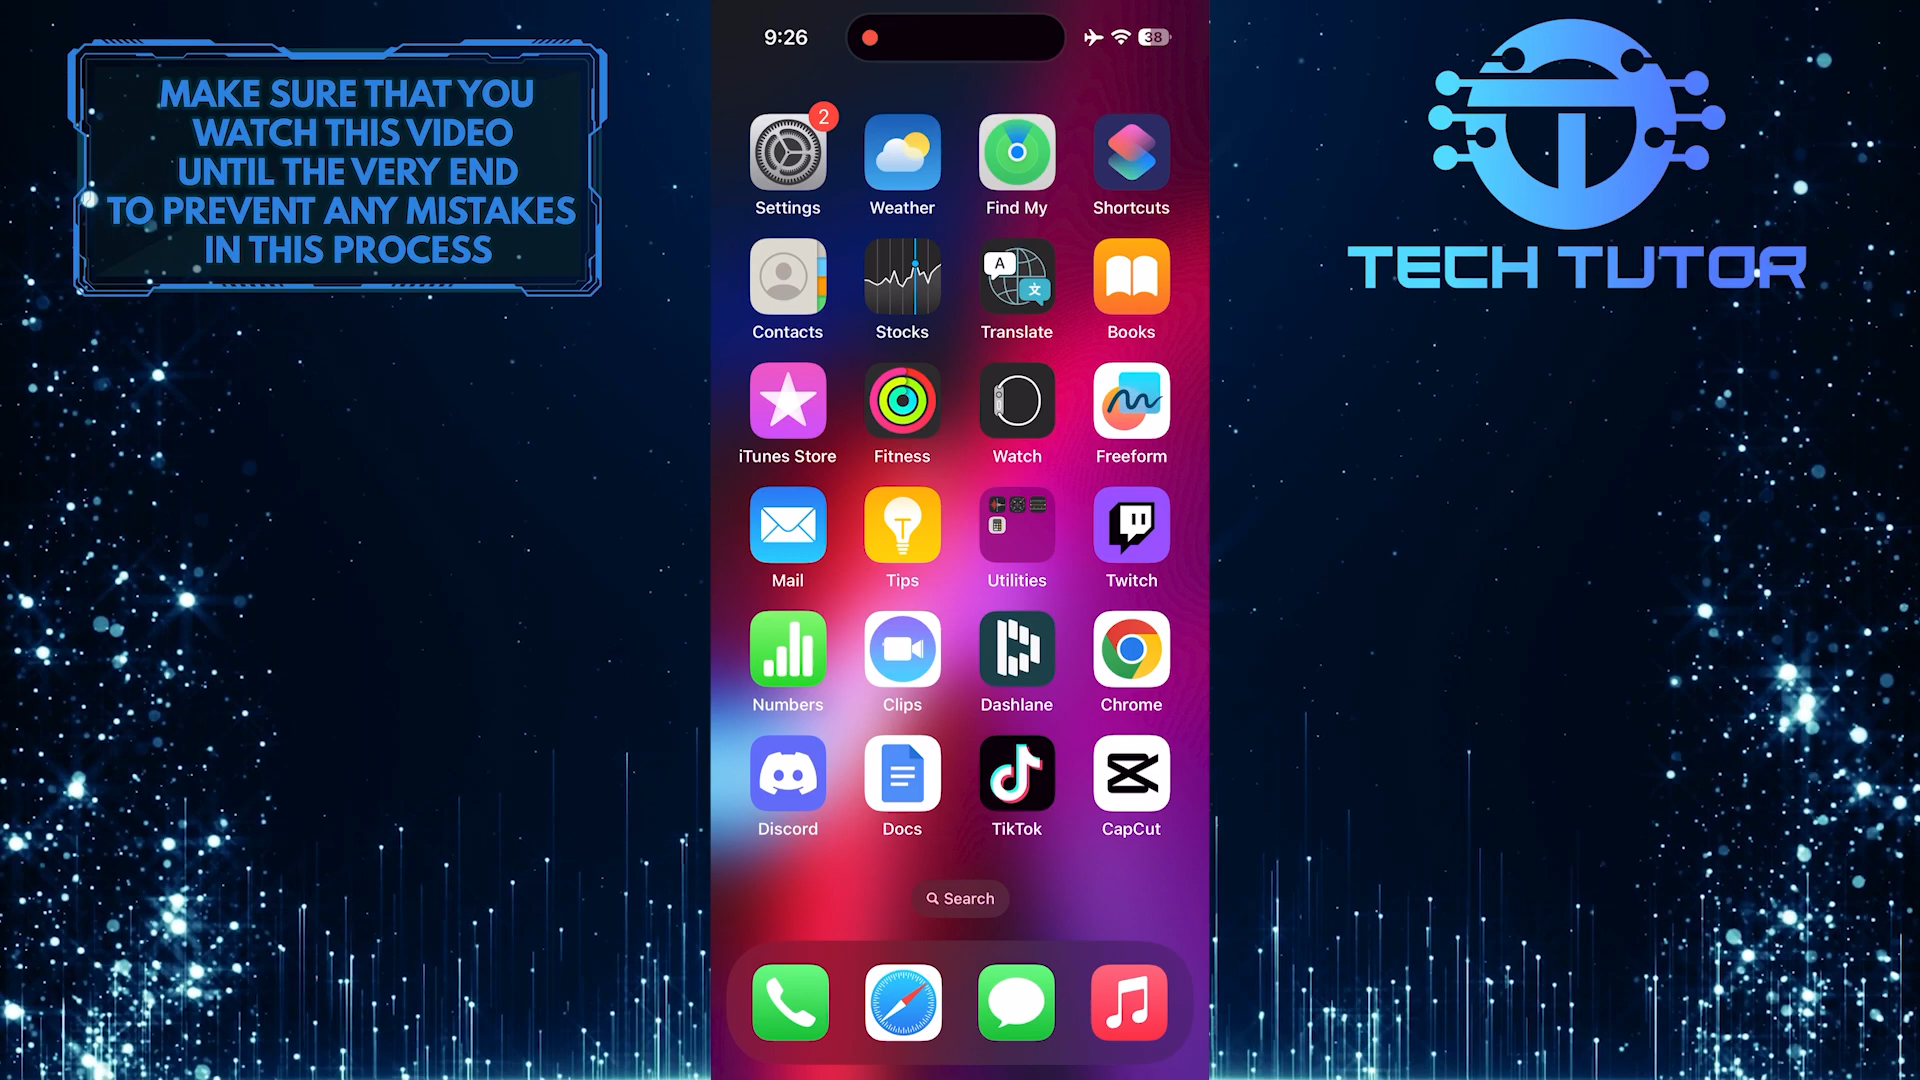 MAKE SURE THAT YOU
WATCH THIS VIDEO
UNTIL THE VERY END
TO PREVENT ANY MISTAKES
IN THIS PROCESS
9:26
38
TECH TUTOR
2
Settings
Weather
Find My
Shortcuts
A
文
Contacts
Stocks
Translate
Books
iTunes Store
Fitness
Watch
Freeform
Mail
Tips
Utilities
Twitch
Numbers
Clips
Dashlane
Chrome
Discord
Docs
TikTok
CapCut
Search